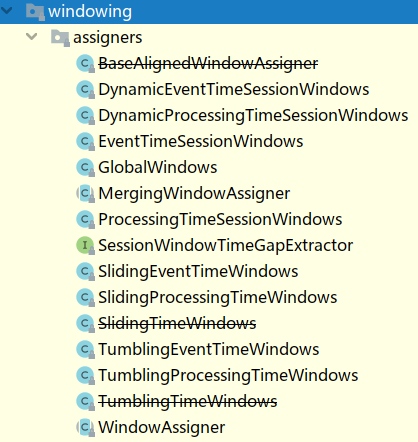 windowing
assigners
BaseAlignedWindowAssigner
DynamicEventTimeSessionWindows
DynamicProcessingTimeSessionWindows
EventTimeSessionWindows
GlobalWindows
MergingWindowAssigner
ProcessingTimeSessionWindows
SessionWindowTimeGapExtractor
SlidingEventTimeWindows
SlidingProcessingTimeWindows
SlidingTimeWindows
TumblingEventTimeWindows
TumblingProcessingTimeWindows
TumblingTimeWindows
WindowAssigner